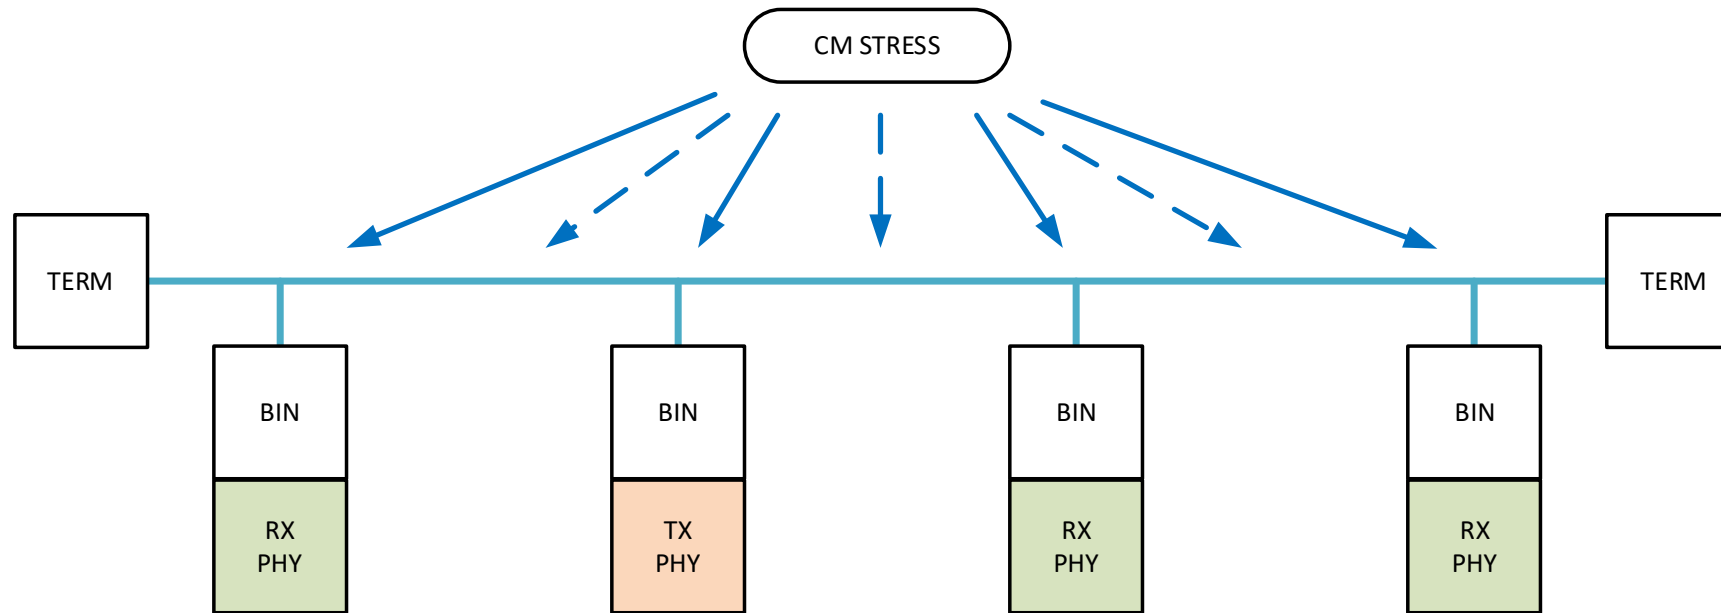 CM STRESS
TERM
TERM
BIN
BIN
BIN
BIN
RX
PHY
TX
PHY
RX
PHY
RX
PHY